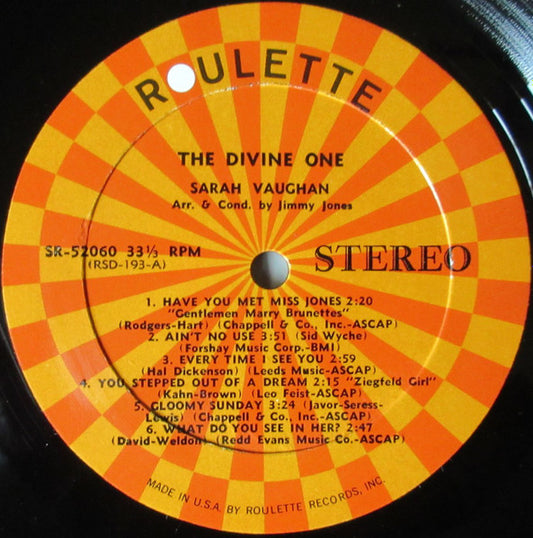 ROULETTE
THE DIVINE ONE
SARAH VAUGHAN
Arr. & Cond. by Jimmy Jones
SR-52060 33⅓ RPM
(RSD-193-A)
STEREO
1. HAVE YOU MET MISS JONES 2:20
"Gentlemen Marry Brunettes"
(Rodgers-Hart) (Chappell & Co., Inc.-ASCAP)
2. AIN'T NO USE 3:51 (Sid Wyche)
(Forshay Music Corp.-BMI)
3. EVERY TIME I SEE YOU 2:59
(Hal Dickenson) (Leeds Music-ASCAP)
4. YOU STEPPED OUT OF A DREAM 2:15 "Ziegfeld Girl"
(Kahn-Brown) (Leo Feist-ASCAP)
5. GLOOMY SUNDAY 3:24 (Javor-Seress-
Lewis) (Chappell & Co., Inc.-ASCAP)
6. WHAT DO YOU SEE IN HER? 2:47
(David-Weldon) (Redd Evans Music Co.-ASCAP)
MADE IN U.S.A. BY ROULETTE RECORDS, INC.